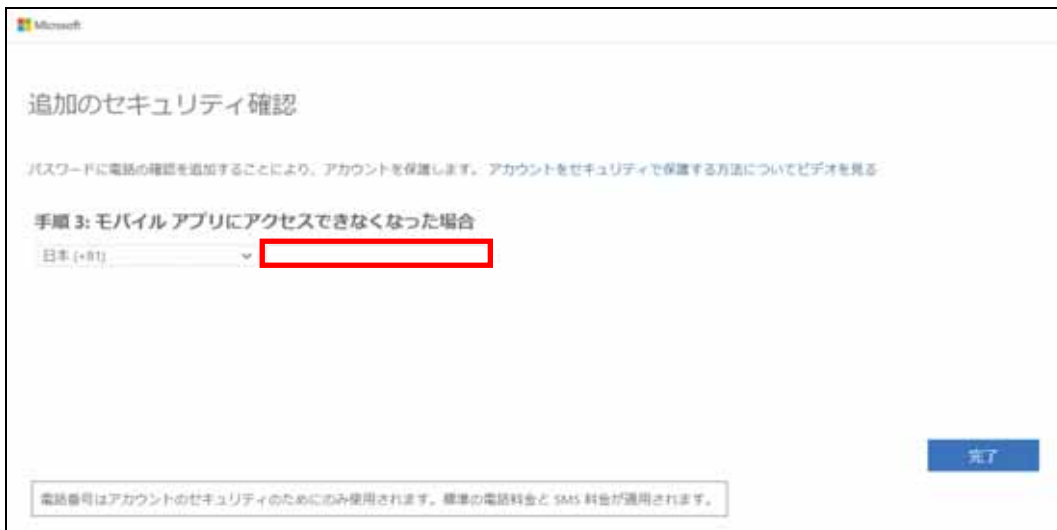 Microsoft
追加のセキュリティ確認
パスワードに電話の確認を追加することにより、アカウントを保護します。 アカウントをセキュリティで保護する方法についてビデオを見る
手順 3: モバイル アプリにアクセスできなくなった場合
日本 (+81)
完了
電話番号はアカウントのセキュリティのためにのみ使用されます。標準の電話料金と SMS 料金が適用されます。